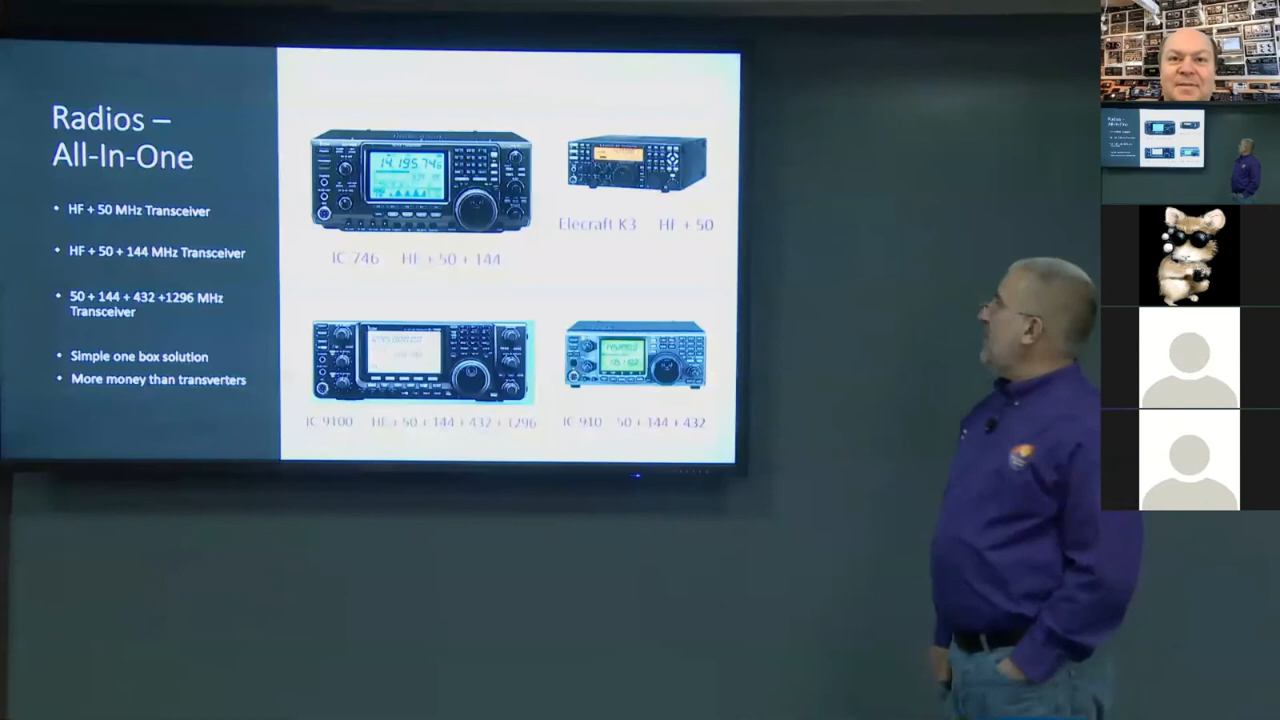 Radios –
All-In-One
• HF + 50 MHz Transceiver
• HF + 50 + 144 MHz Transceiver
• 50 + 144 + 432 +1296 MHz
Transceiver
• Simple one box solution
• More money than transverters
14.195.74
IC 746 HF + 50 + 144
Elecraft K3 HF + 50
IC 9100 HF + 50 + 144 + 432 + 1296
IC 910 50 + 144 + 432